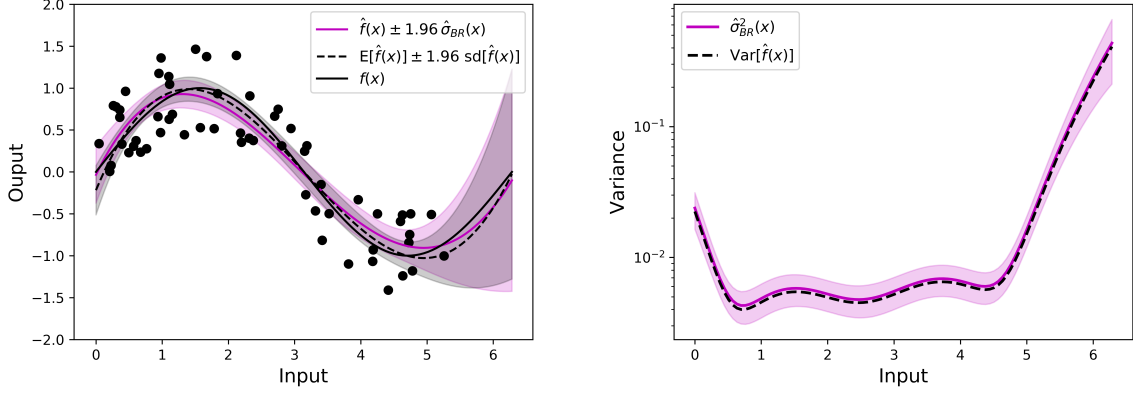 2.0
1.5
1.0
0.5
0.0
−0.5
−1.0
−1.5
−2.0
Ouput
0 1 2 3 4 5 6
Input
f̂(x) ± 1.96 σ̂_BR(x)
E[f̂(x)] ± 1.96 sd[f̂(x)]
f(x)
10⁻¹
10⁻²
Variance
0 1 2 3 4 5 6
Input
σ̂²_BR(x)
Var[f̂(x)]